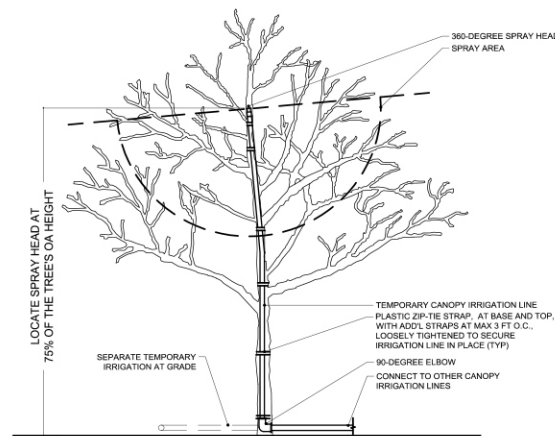 360-DEGREE SPRAY HEAD
SPRAY AREA
LOCATE SPRAY HEAD AT
75% OF THE TREE'S OA HEIGHT
TEMPORARY CANOPY IRRIGATION LINE
PLASTIC ZIP-TIE STRAP, AT BASE AND TOP,
WITH ADD'L STRAPS AT MAX 3 FT O.C.,
LOOSELY TIGHTENED TO SECURE
IRRIGATION LINE IN PLACE (TYP)
SEPARATE TEMPORARY
IRRIGATION AT GRADE
90-DEGREE ELBOW
CONNECT TO OTHER CANOPY
IRRIGATION LINES